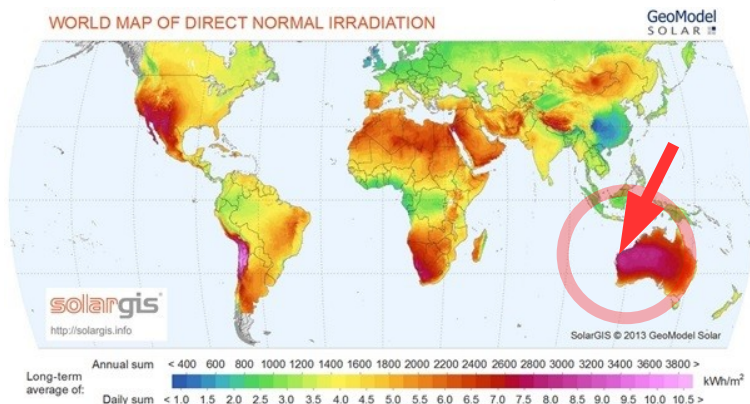 WORLD MAP OF DIRECT NORMAL IRRADIATION
GeoModel
SOLAR
solargis
http://solargis.info
SolarGIS © 2013 GeoModel Solar
Annual sum < 400 600 800 1000 1200 1400 1600 1800 2000 2200 2400 2600 2800 3000 3200 3400 3600 3800 >
Long-term
average of:
kWh/m²
Daily sum < 1.0 1.5 2.0 2.5 3.0 3.5 4.0 4.5 5.0 5.5 6.0 6.5 7.0 7.5 8.0 8.5 9.0 9.5 10.0 10.5 >